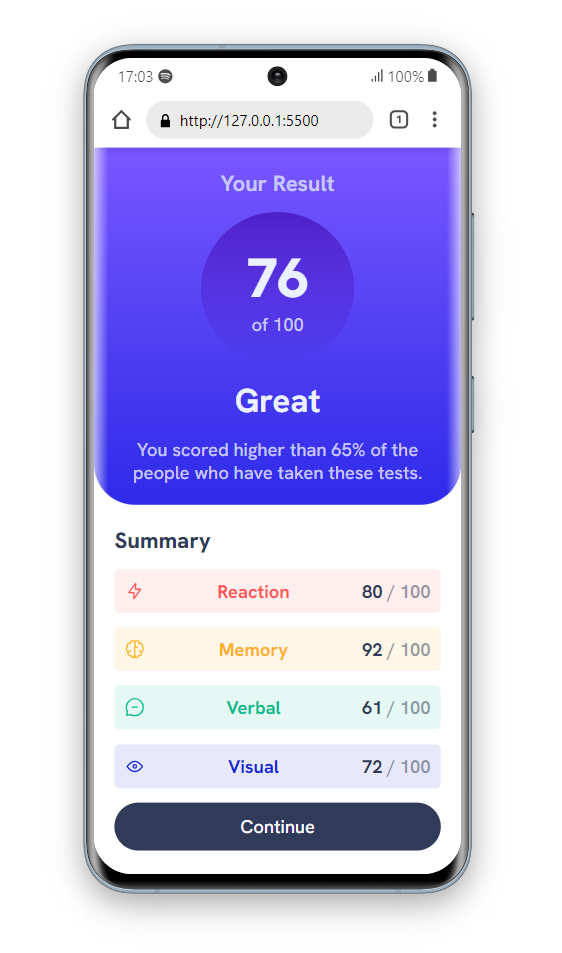 17:03 100%
http://127.0.0.1:5500 1
Your Result
76
of 100
Great
You scored higher than 65% of the
people who have taken these tests.
Summary
Reaction 80 / 100
Memory 92 / 100
Verbal 61 / 100
Visual 72 / 100
Continue